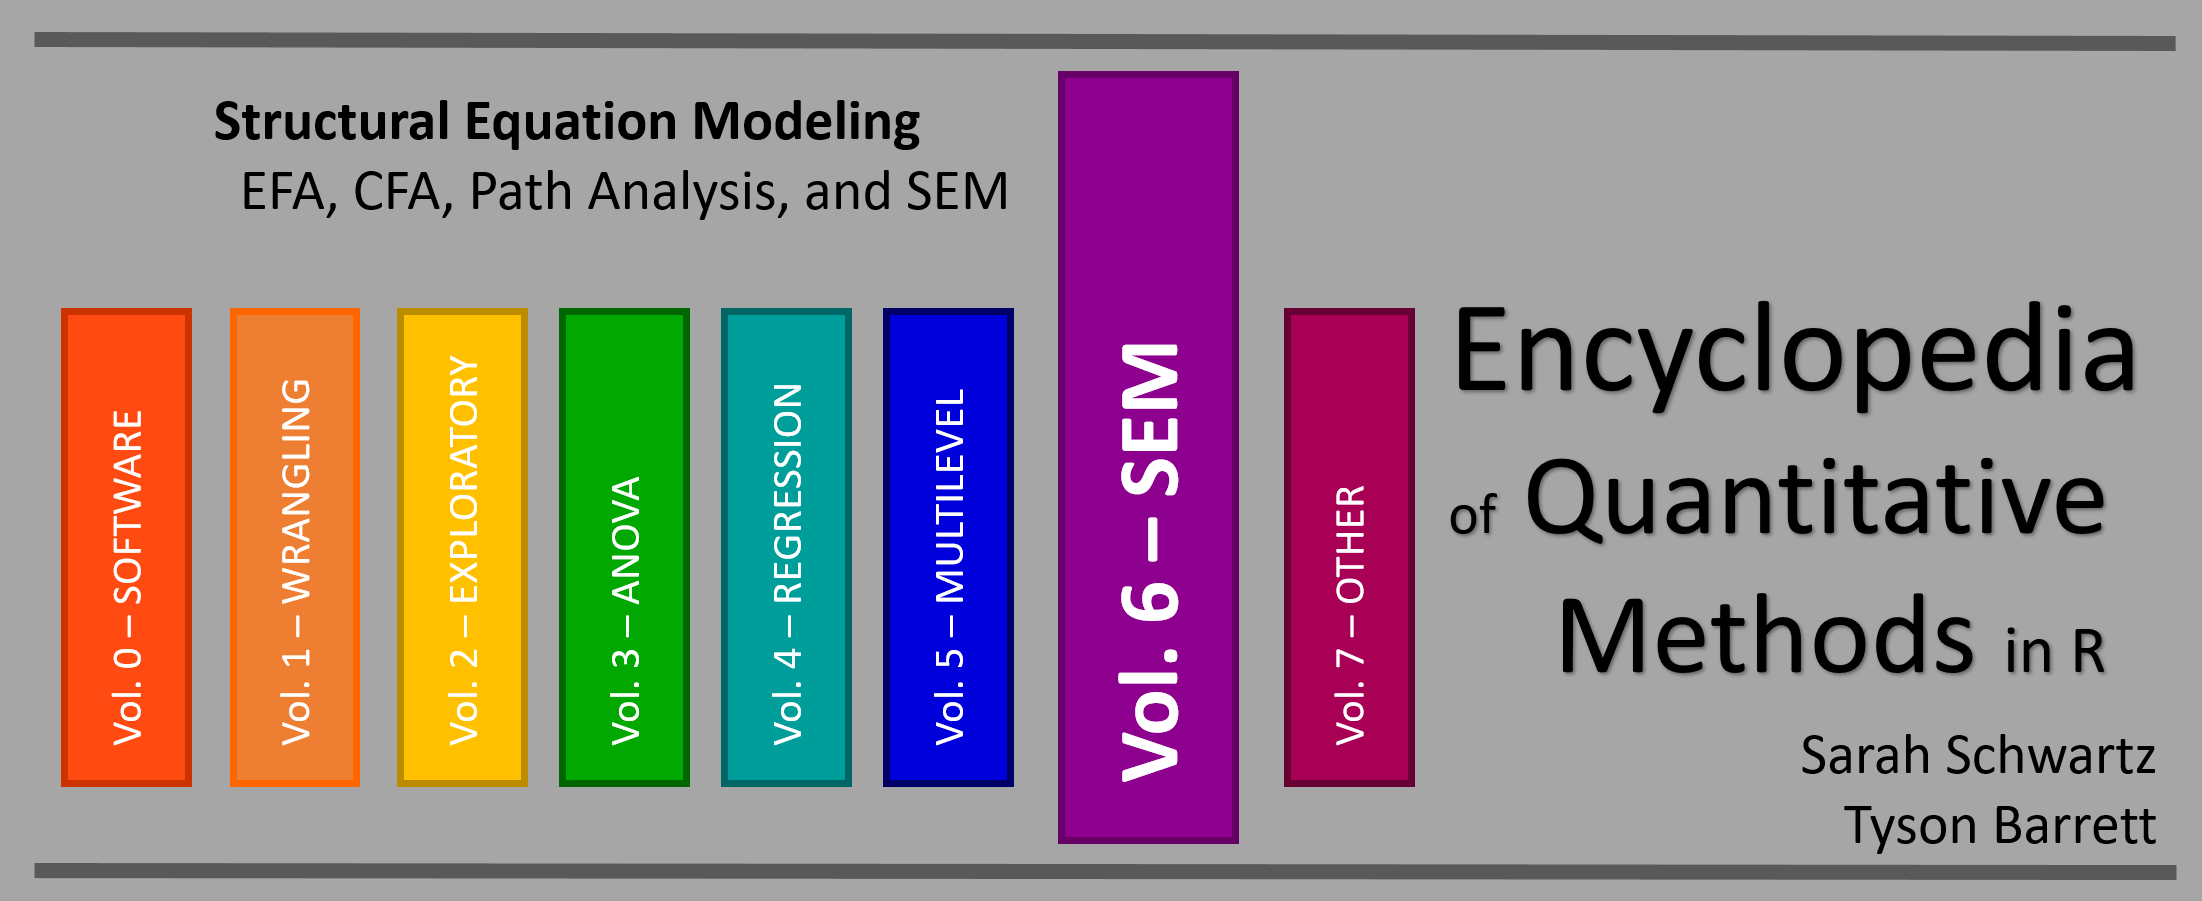 Structural Equation Modeling
EFA, CFA, Path Analysis, and SEM
Vol. 0 – SOFTWARE
Vol. 1 – WRANGLING
Vol. 2 – EXPLORATORY
Vol. 3 – ANOVA
Vol. 4 – REGRESSION
Vol. 5 – MULTILEVEL
Vol. 6 – SEM
Vol. 7 – OTHER
Encyclopedia
of Quantitative
Methods in R
Sarah Schwartz
Tyson Barrett